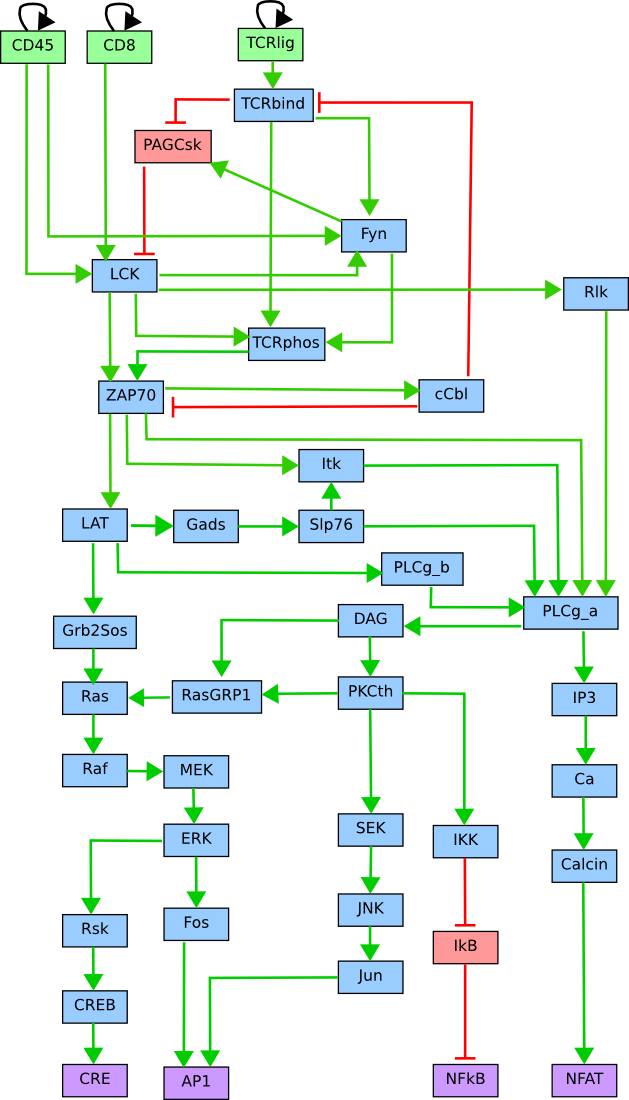 CD45
CD8
TCRlig
TCRbind
PAGCsk
Fyn
LCK
Rlk
TCRphos
ZAP70
cCbl
Itk
LAT
Gads
Slp76
PLCg_b
PLCg_a
DAG
Grb2Sos
Ras
RasGRP1
PKCth
IP3
Raf
MEK
Ca
SEK
ERK
IKK
Calcin
JNK
Fos
Rsk
IkB
Jun
CREB
CRE
AP1
NFkB
NFAT